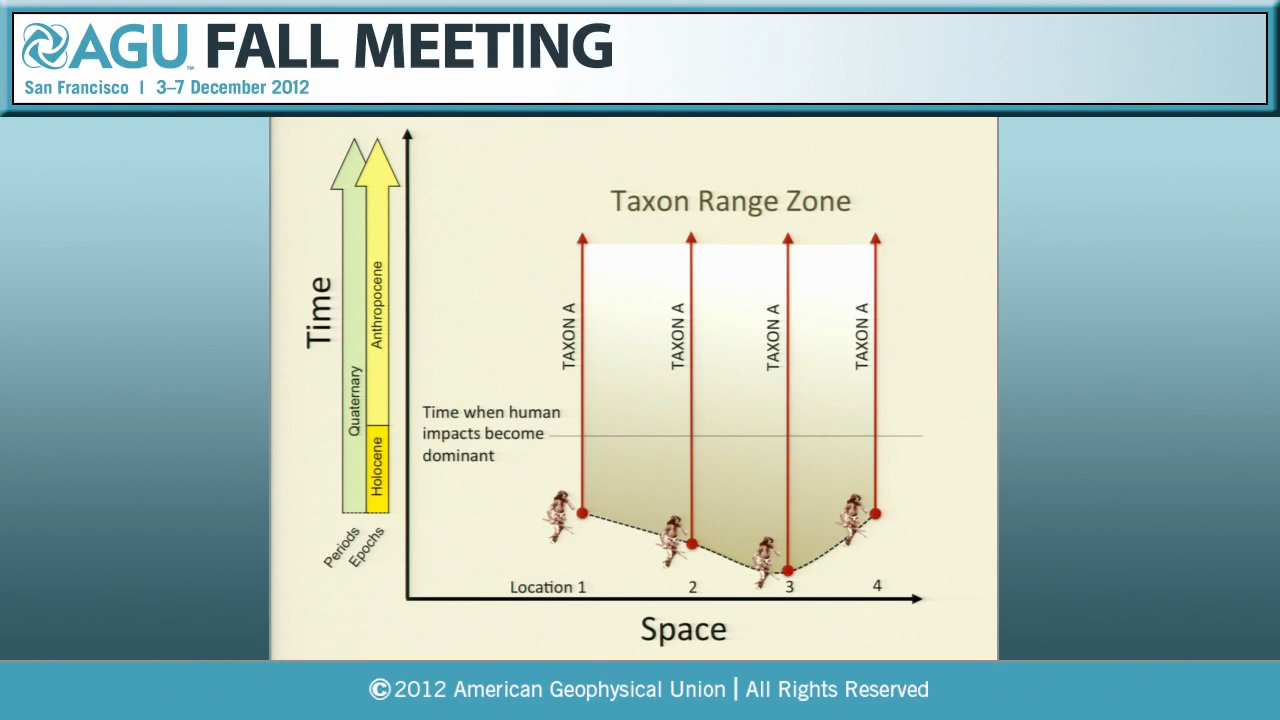 AGU™ FALL MEETING
San Francisco | 3–7 December 2012
Taxon Range Zone
Time
Quaternary
Anthropocene
Holocene
Periods
Epochs
TAXON A
TAXON A
TAXON A
TAXON A
Time when human
impacts become
dominant
Location 1
2
3
4
Space
©2012 American Geophysical Union | All Rights Reserved